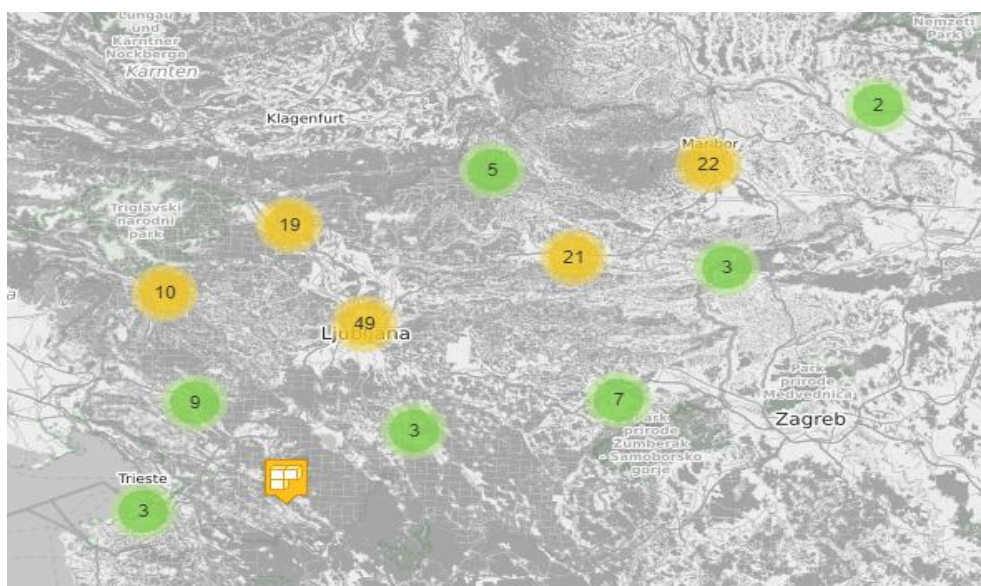 Lungau
und
Kärntner
Nockberge
Kärnten
Nemzeti
Park
2
Klagenfurt
Maribor
22
5
Triglavski
narodni
park
19
21
3
10
49
Ljubljana
Park
prirode
Medvednica
9
7
Zagreb
3
Park
prirode
Žumberak
- Samoborsko
gorje
Trieste
3